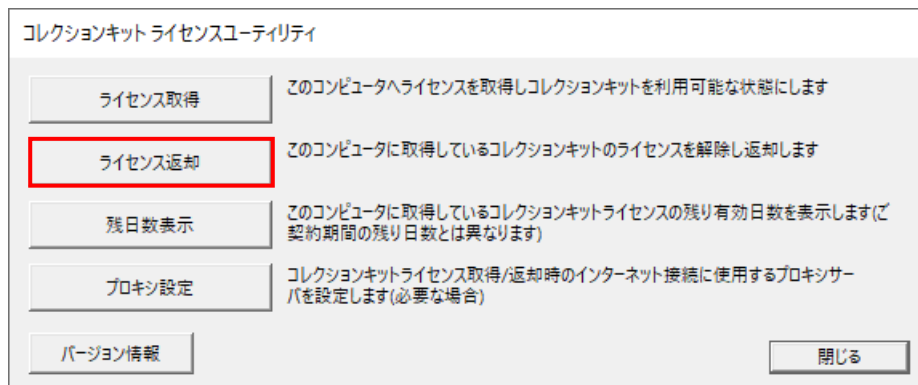 コレクションキット ライセンスユーティリティ
ライセンス取得
このコンピュータへライセンスを取得しコレクションキットを利用可能な状態にします
ライセンス返却
このコンピュータに取得しているコレクションキットのライセンスを解除し返却します
残日数表示
このコンピュータに取得しているコレクションキットライセンスの残り有効日数を表示します(ご
契約期間の残り日数とは異なります)
プロキシ設定
コレクションキットライセンス取得/返却時のインターネット接続に使用するプロキシサー
バを設定します(必要な場合)
バージョン情報
閉じる